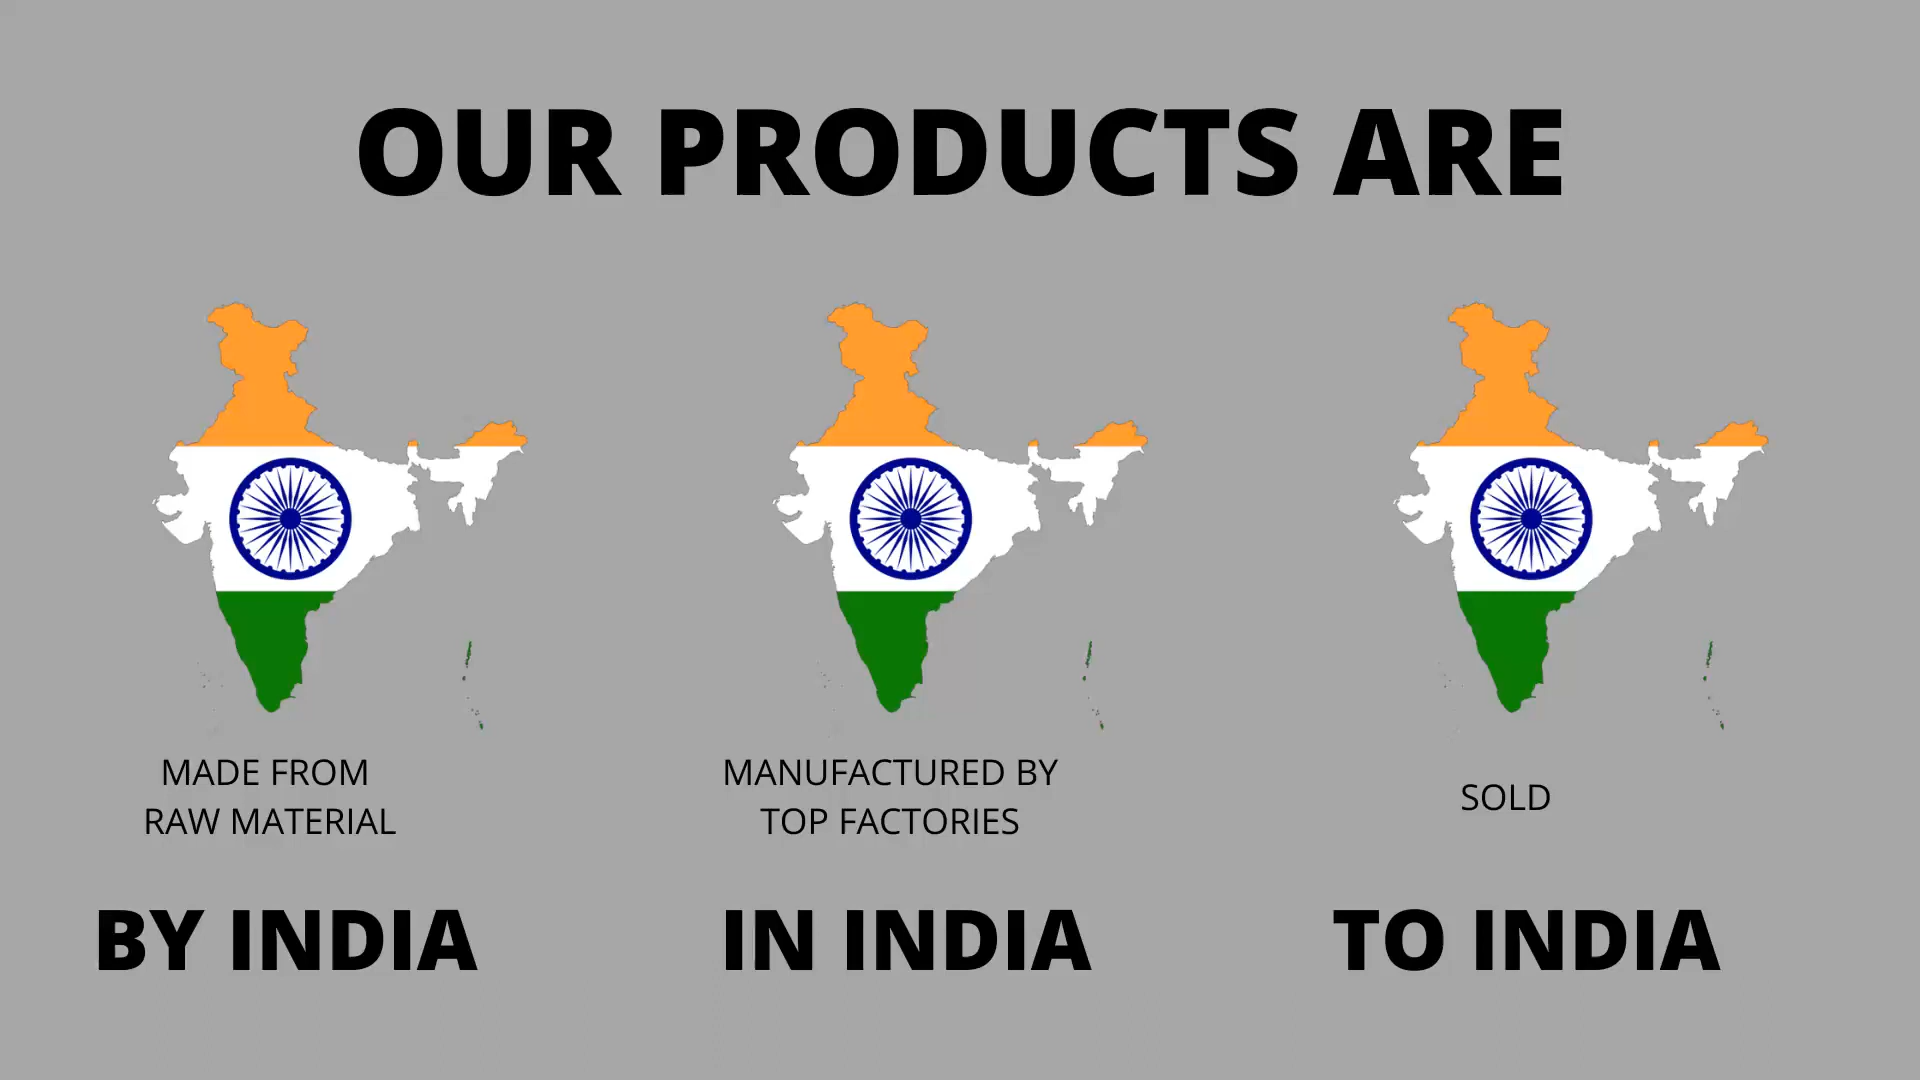 OUR PRODUCTS ARE
MADE FROM
RAW MATERIAL
BY INDIA
MANUFACTURED BY
TOP FACTORIES
IN INDIA
SOLD
TO INDIA